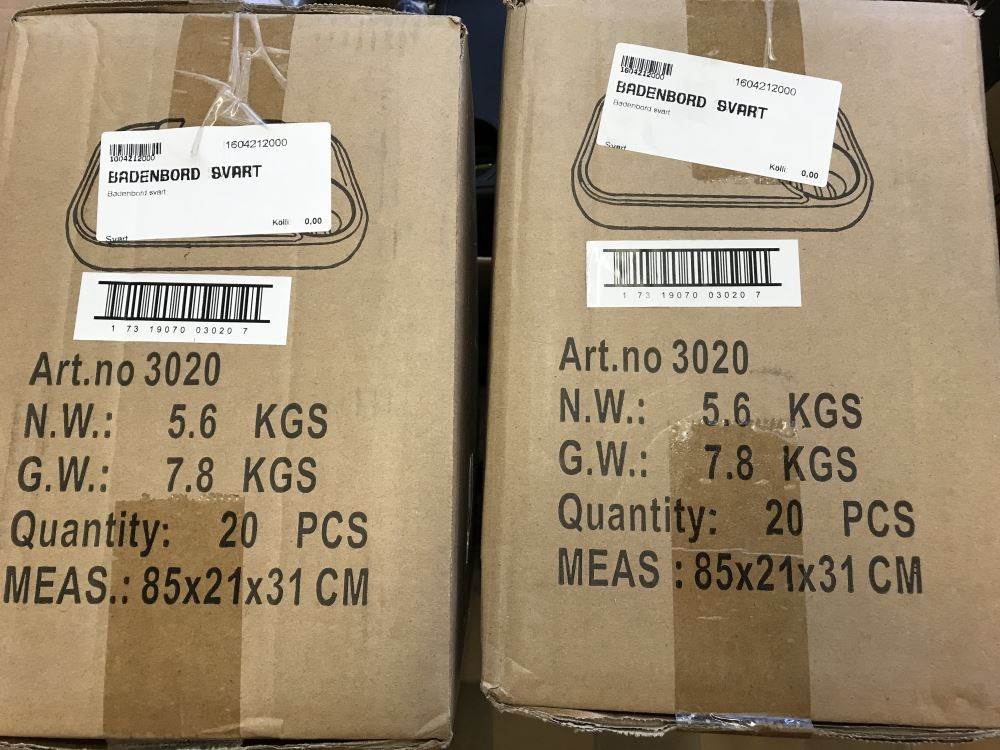 1604212000
1604212000
BADENBORD SVART
Badenbord svart
Kolli: 0,00
Svart
1 73 19070 03020 7
Art.no 3020
N.W.: 5.6 KGS
G.W.: 7.8 KGS
Quantity: 20 PCS
MEAS.: 85x21x31 CM
1604212000
1604212000
BADENBORD SVART
Badenbord svart
Svart
Kolli: 0,00
1 73 19070 03020 7
Art.no 3020
N.W.: 5.6 KGS
G.W.: 7.8 KGS
Quantity: 20 PCS
MEAS : 85x21x31 CM